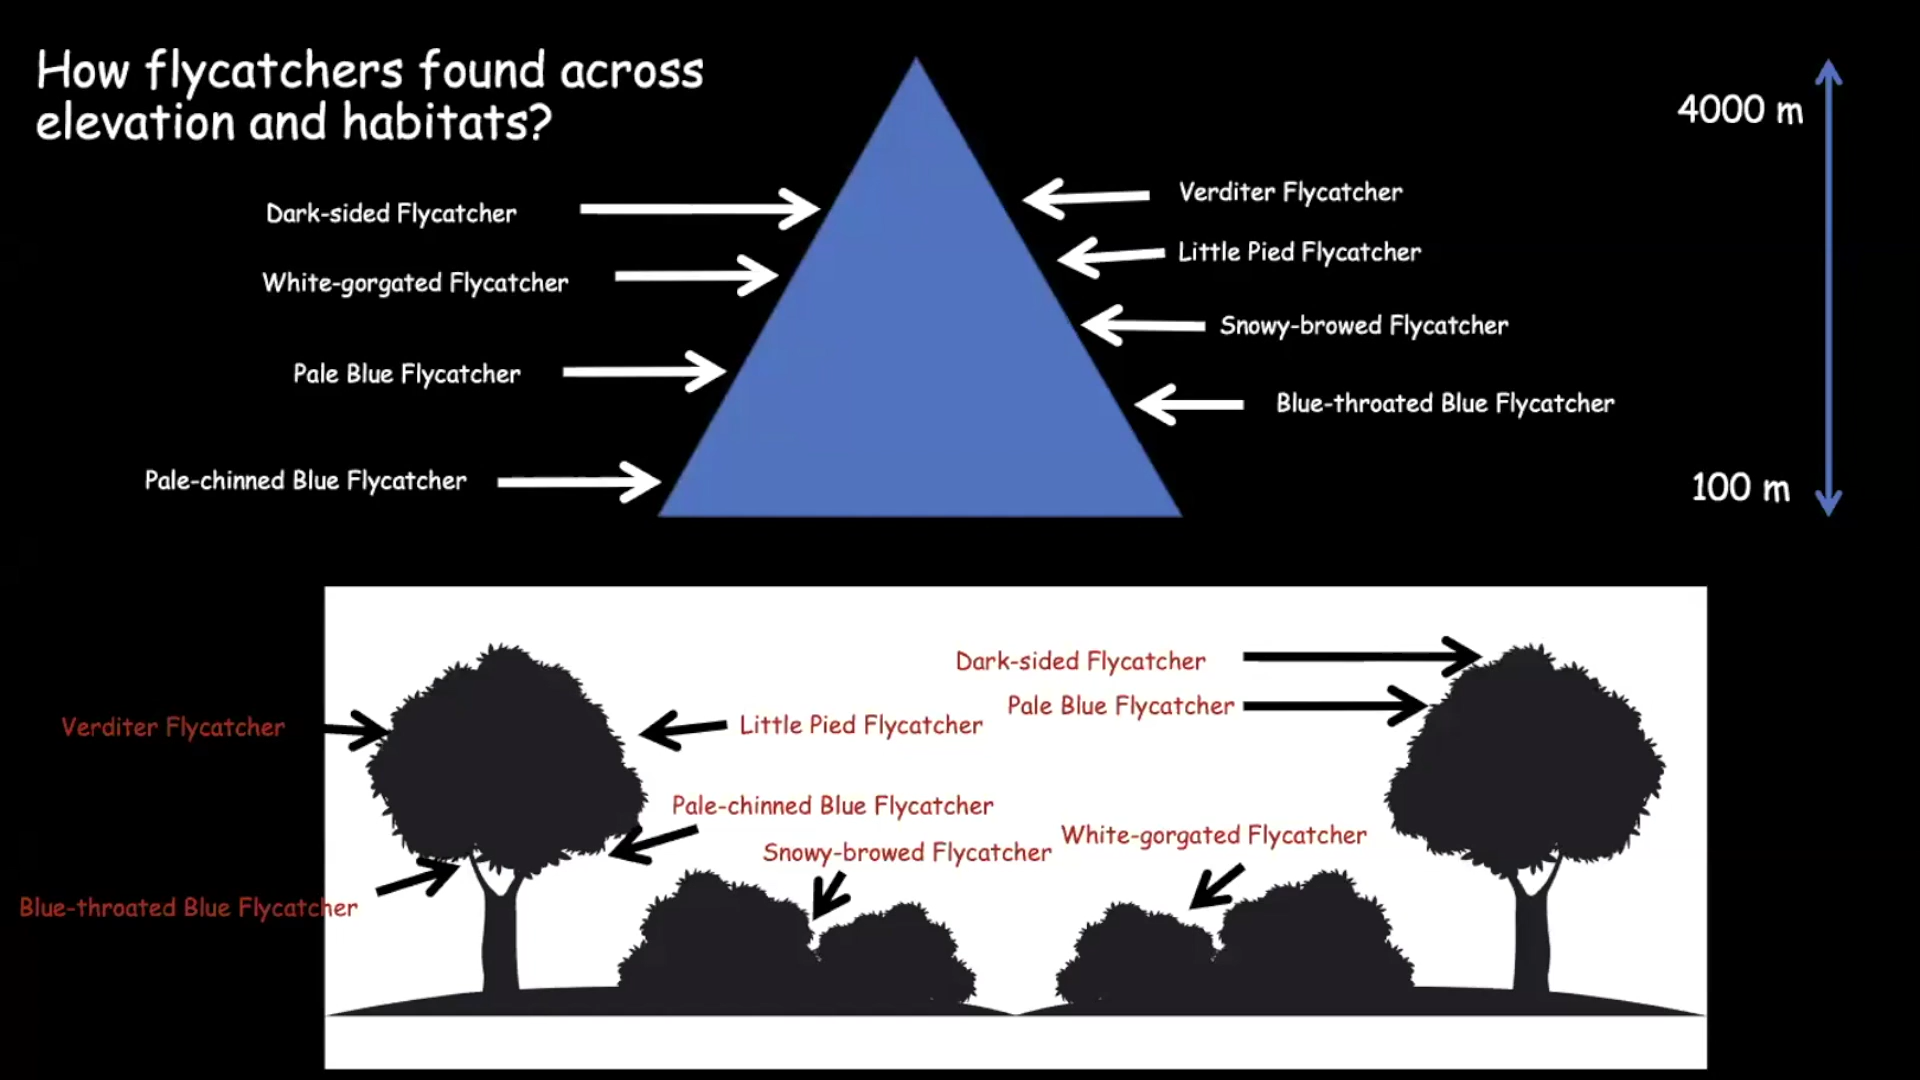 How flycatchers found across
elevation and habitats?
4000 m
Dark-sided Flycatcher
Verditer Flycatcher
White-gorgated Flycatcher
Little Pied Flycatcher
Snowy-browed Flycatcher
Pale Blue Flycatcher
Blue-throated Blue Flycatcher
Pale-chinned Blue Flycatcher
100 m
Dark-sided Flycatcher
Pale Blue Flycatcher
Verditer Flycatcher
Little Pied Flycatcher
Pale-chinned Blue Flycatcher
White-gorgated Flycatcher
Snowy-browed Flycatcher
Blue-throated Blue Flycatcher